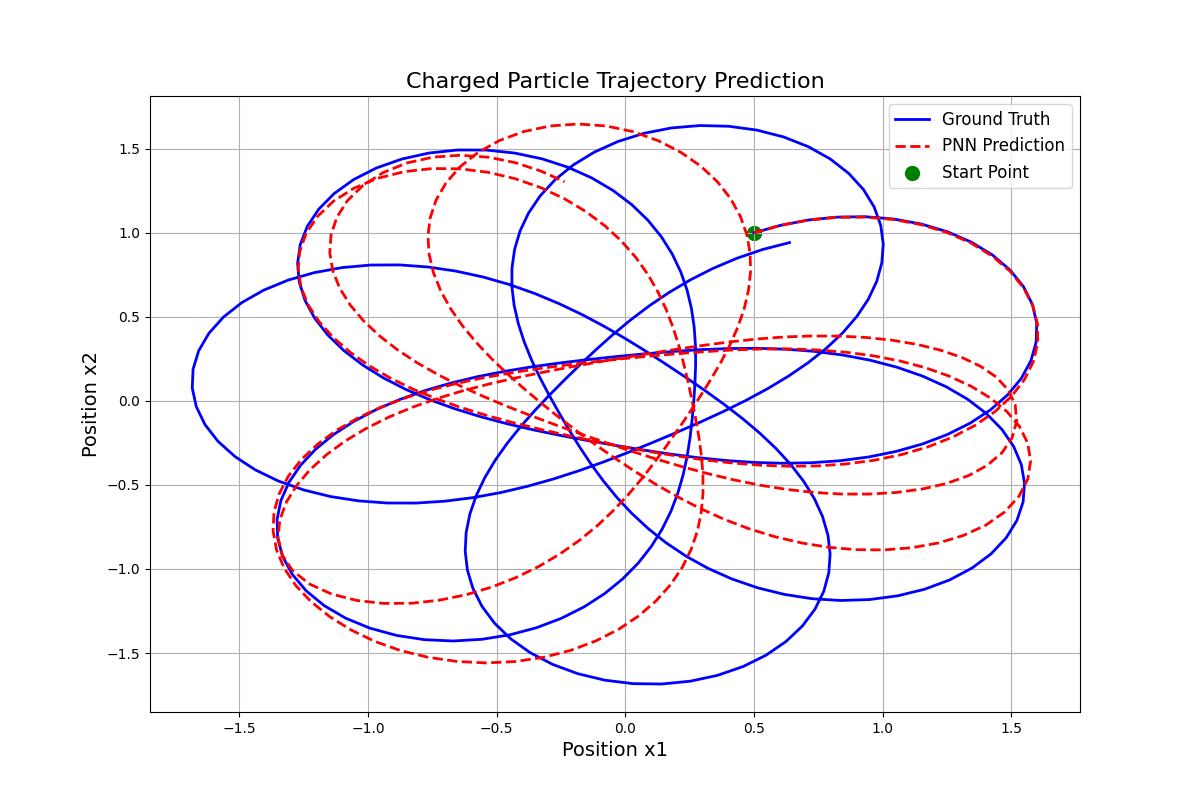 Charged Particle Trajectory Prediction
Ground Truth
PNN Prediction
Start Point
Position x2
1.5
1.0
0.5
0.0
−0.5
−1.0
−1.5
−1.5 −1.0 −0.5 0.0 0.5 1.0 1.5
Position x1